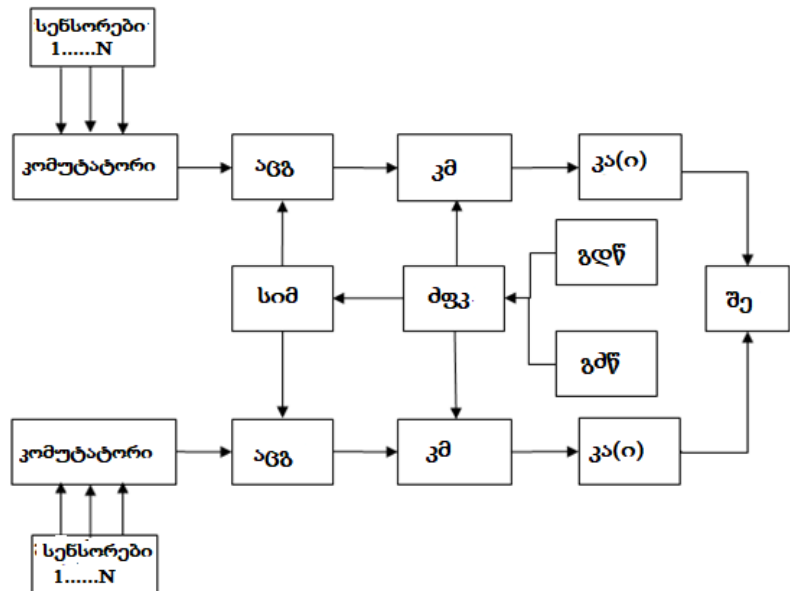 სენსორები
1......N
კომუტატორი
აცგ
კმ
კა(ი)
გდწ
სიმ
ძფკ
შე
გძწ
კომუტატორი
აცგ
კმ
კა(ი)
სენსორები
1......N